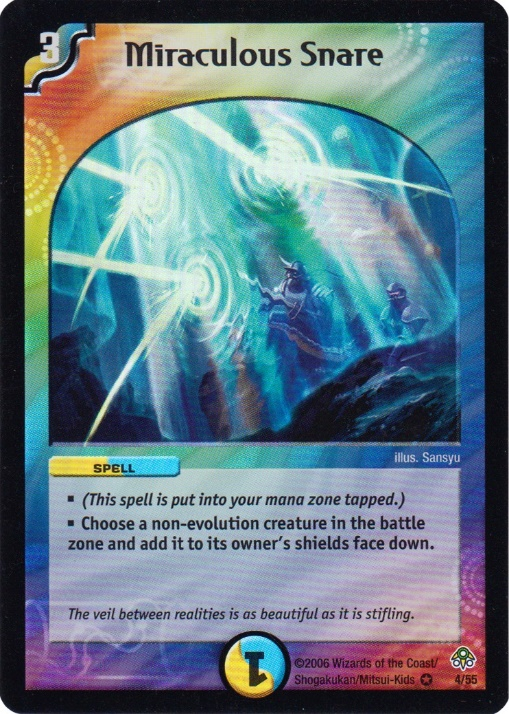 3
Miraculous Snare
illus. Sansyu
SPELL
▪ (This spell is put into your mana zone tapped.)
▪ Choose a non-evolution creature in the battle
zone and add it to its owner's shields face down.
The veil between realities is as beautiful as it is stifling.
1
©2006 Wizards of the Coast/
Shogakukan/Mitsui-Kids ✪ 4/55